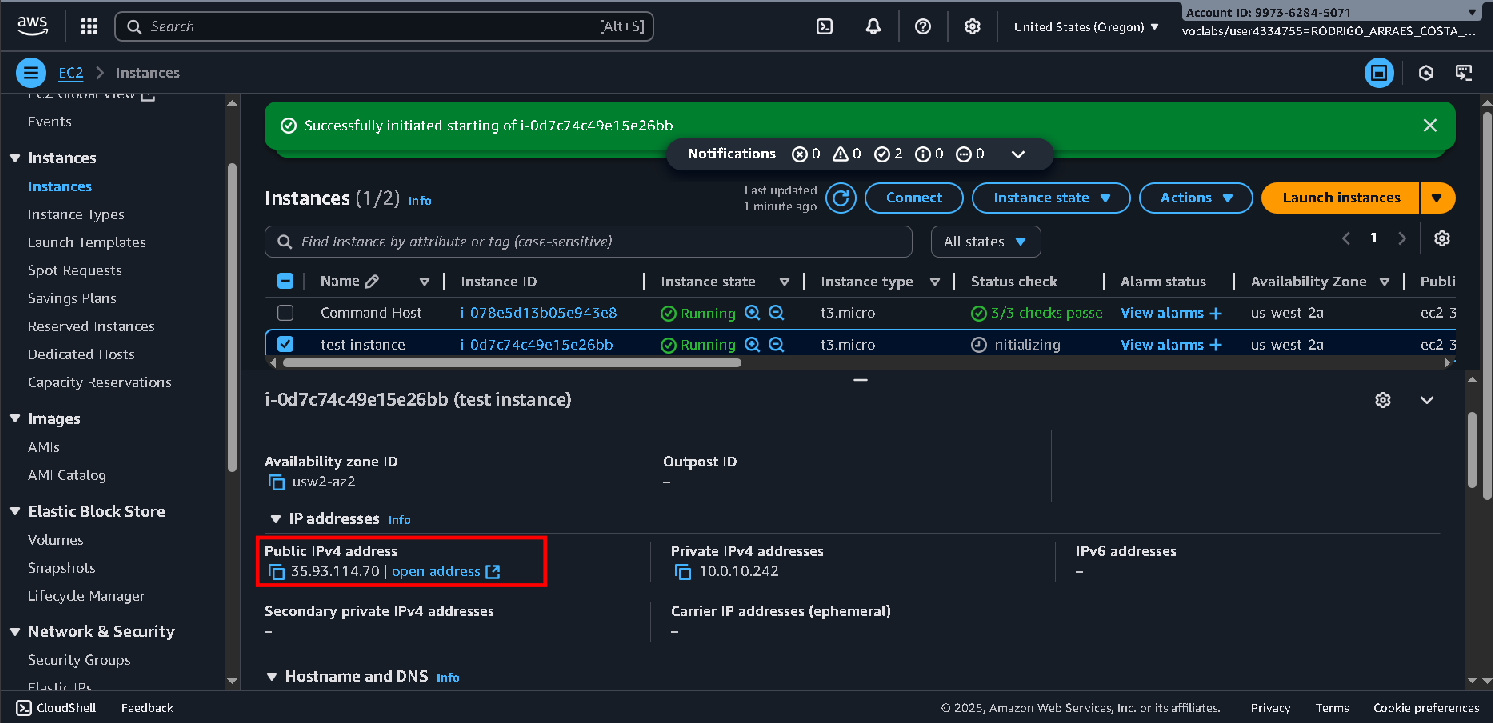 aws
Search
[Alt+S]
United States (Oregon)
Account ID: 9973-6284-5071
voclabs/user4334755=RODRIGO_ARRAES_COSTA_...
EC2
Instances
EC2 Global View
Events
Instances
Instances
Instance Types
Launch Templates
Spot Requests
Savings Plans
Reserved Instances
Dedicated Hosts
Capacity Reservations
Images
AMIs
AMI Catalog
Elastic Block Store
Volumes
Snapshots
Lifecycle Manager
Network & Security
Security Groups
Elastic IPs
Successfully initiated starting of i-0d7c74c49e15e26bb
Notifications 0 0 2 0 0
Instances (1/2) Info
Last updated
1 minute ago
Connect
Instance state
Actions
Launch instances
Find Instance by attribute or tag (case-sensitive)
All states
1
Name Instance ID Instance state Instance type Status check Alarm status Availability Zone Publi
Command Host i-078e5d13b05e943e8 Running t3.micro 3/3 checks passe View alarms + us-west-2a ec2-3
test instance i-0d7c74c49e15e26bb Running t3.micro nitializing View alarms + us-west-2a ec2-3
i-0d7c74c49e15e26bb (test instance)
Availability zone ID
usw2-az2
Outpost ID
–
IP addresses Info
Public IPv4 address
35.93.114.70 | open address
Private IPv4 addresses
10.0.10.242
IPv6 addresses
–
Secondary private IPv4 addresses
–
Carrier IP addresses (ephemeral)
–
Hostname and DNS Info
CloudShell Feedback © 2025, Amazon Web Services, Inc. or its affiliates. Privacy Terms Cookie preferences